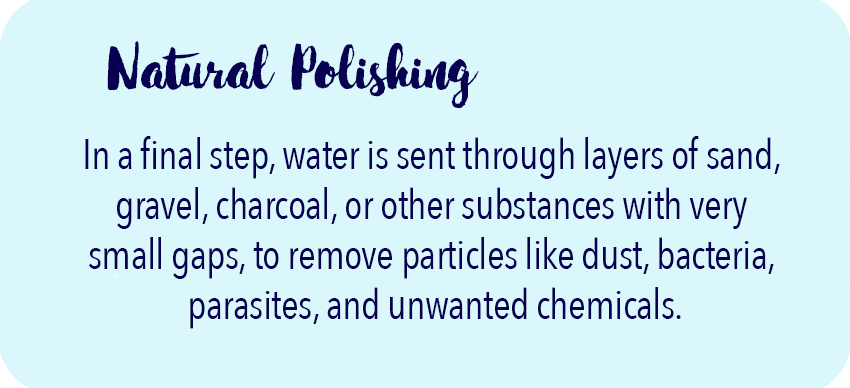 Natural Polishing
In a final step, water is sent through layers of sand,
gravel, charcoal, or other substances with very
small gaps, to remove particles like dust, bacteria,
parasites, and unwanted chemicals.